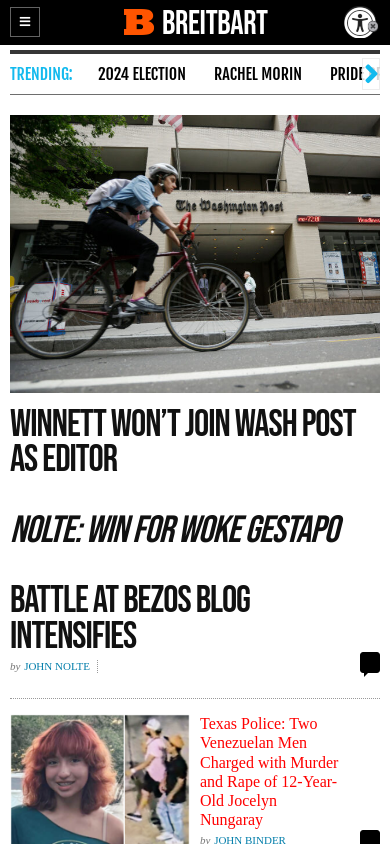 BREITBART
TRENDING:
2024 ELECTION
RACHEL MORIN
PRIDE
The Washington Post
WINNETT WON’T JOIN WASH POST
AS EDITOR
NOLTE: WIN FOR WOKE GESTAPO
BATTLE AT BEZOS BLOG
INTENSIFIES
by JOHN NOLTE
Texas Police: Two
Venezuelan Men
Charged with Murder
and Rape of 12-Year-
Old Jocelyn
Nungaray
by JOHN BINDER